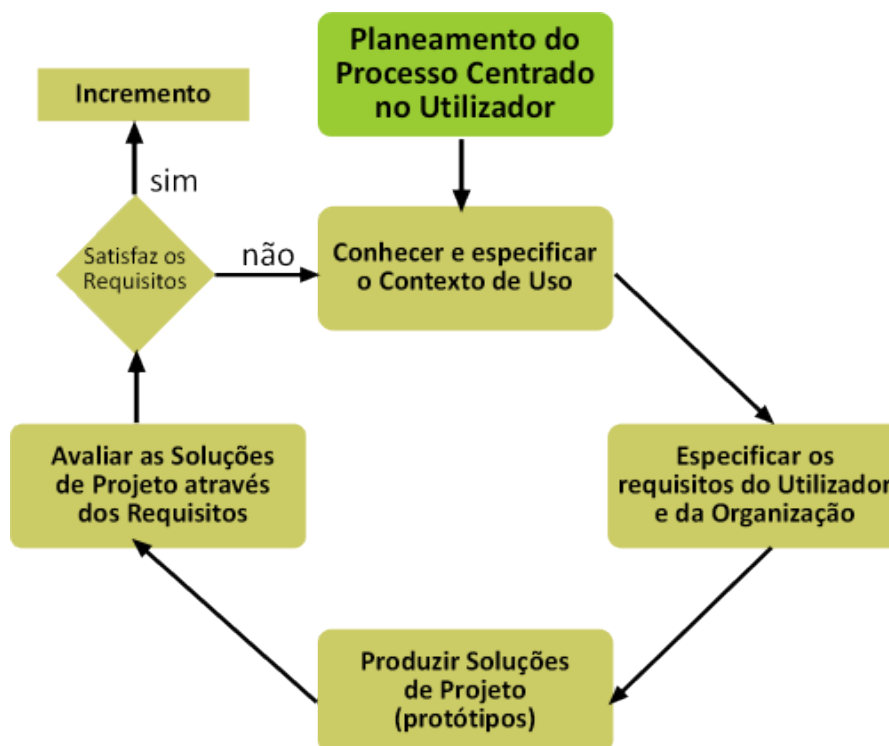 Planeamento do
Processo Centrado
no Utilizador
Incremento
sim
Satisfaz os
Requisitos
não
Conhecer e especificar
o Contexto de Uso
Avaliar as Soluções
de Projeto através
dos Requisitos
Especificar os
requisitos do Utilizador
e da Organização
Produzir Soluções
de Projeto
(protótipos)